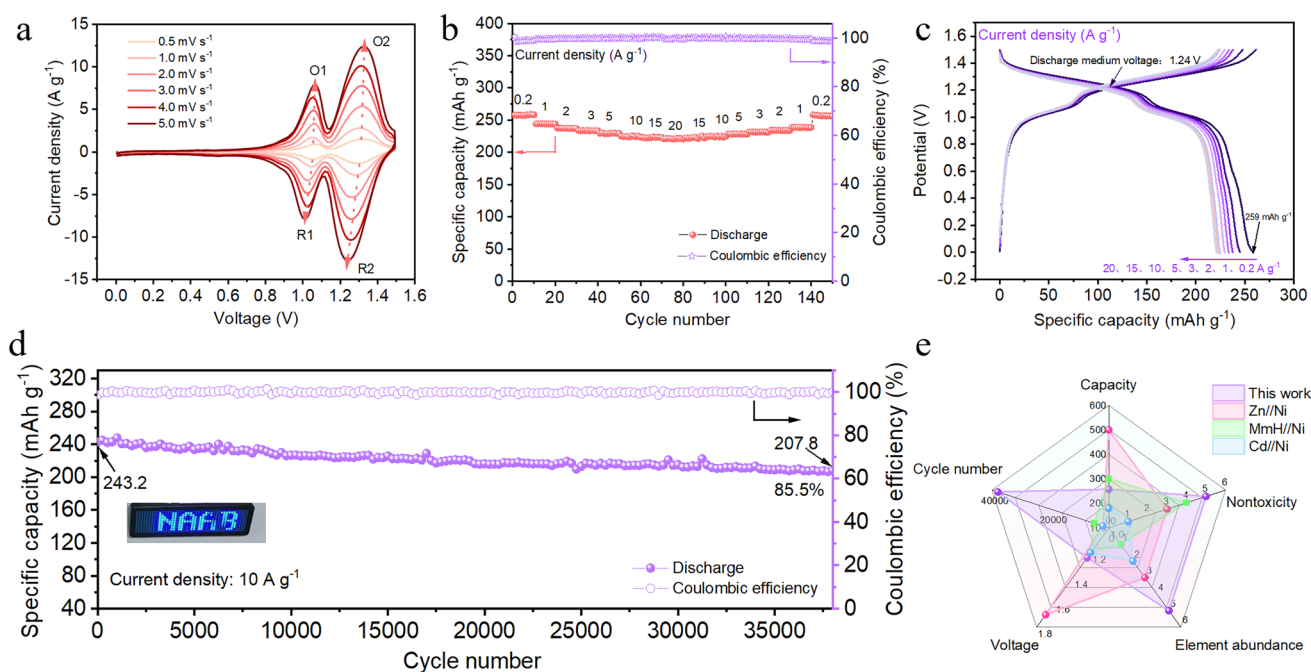 a
0.5 mV s⁻¹
1.0 mV s⁻¹
2.0 mV s⁻¹
3.0 mV s⁻¹
4.0 mV s⁻¹
5.0 mV s⁻¹
O1
O2
R1
R2
15
10
5
0
-5
-10
-15
Current density (A g⁻¹)
0.0 0.2 0.4 0.6 0.8 1.0 1.2 1.4 1.6
Voltage (V)
b
400
350
300
250
200
150
100
50
0
Specific capacity (mAh g⁻¹)
Current density (A g⁻¹)
0.2 1 2 3 5 10 15 20 15 10 5 3 2 1 0.2
Discharge
Coulombic efficiency
100
80
60
40
20
0
Coulombic efficiency (%)
0 20 40 60 80 100 120 140
Cycle number
c
Current density (A g⁻¹)
Discharge medium voltage: 1.24 V
259 mAh g⁻¹
20、15、10、5、3、2、1、0.2 A g⁻¹
1.8
1.6
1.4
1.2
1.0
0.8
0.6
0.4
0.2
0.0
-0.2
Potential (V)
0 50 100 150 200 250 300
Specific capacity (mAh g⁻¹)
d
320
280
240
200
160
120
80
40
Specific capacity (mAh g⁻¹)
243.2
207.8
85.5%
NAAB
Current density: 10 A g⁻¹
Discharge
Coulombic efficiency
100
80
60
40
20
0
Coulombic efficiency (%)
0 5000 10000 15000 20000 25000 30000 35000
Cycle number
e
This work
Zn//Ni
MmH//Ni
Cd//Ni
Capacity
600
500
400
300
200
Nontoxicity
1 2 3 4 5 6
Element abundance
3
4
5
6
Voltage
1.2
1.4
1.6
1.8
Cycle number
40000
20000